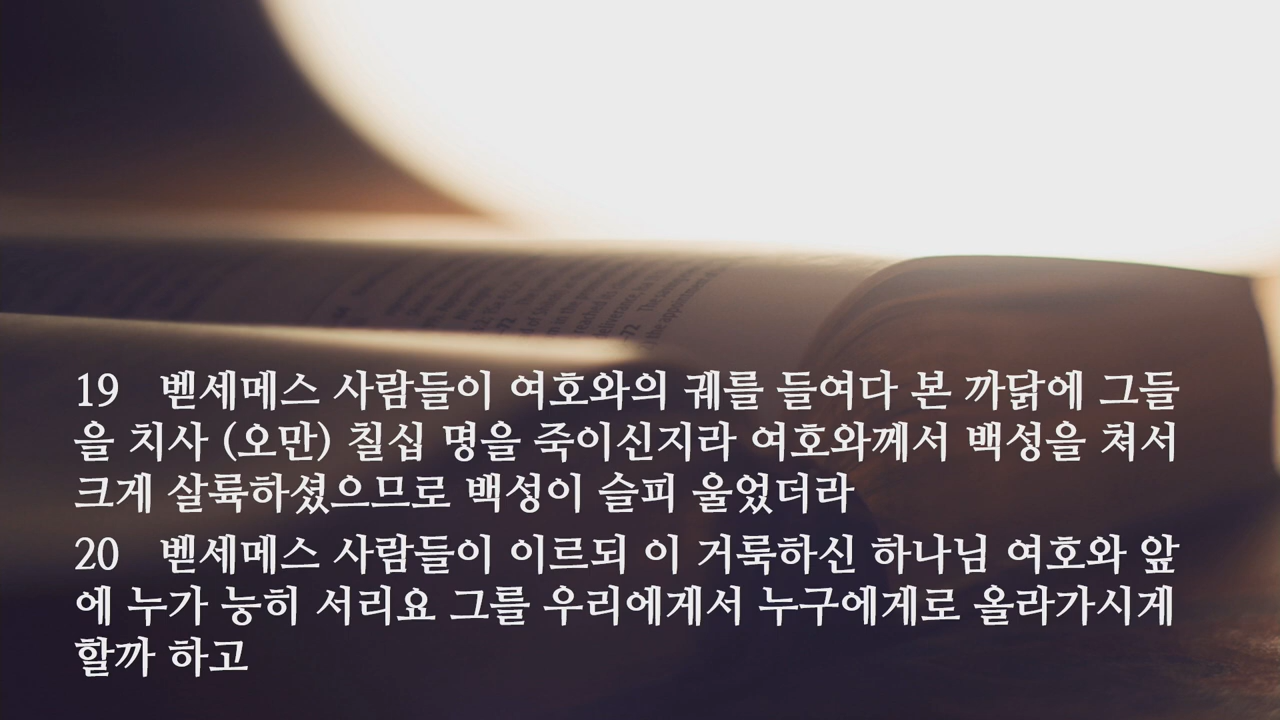 19 벧세메스 사람들이 여호와의 궤를 들여다 본 까닭에 그들
을 치사 (오만) 칠십 명을 죽이신지라 여호와께서 백성을 쳐서
크게 살륙하셨으므로 백성이 슬피 울었더라
20 벧세메스 사람들이 이르되 이 거룩하신 하나님 여호와 앞
에 누가 능히 서리요 그를 우리에게서 누구에게로 올라가시게
할까 하고